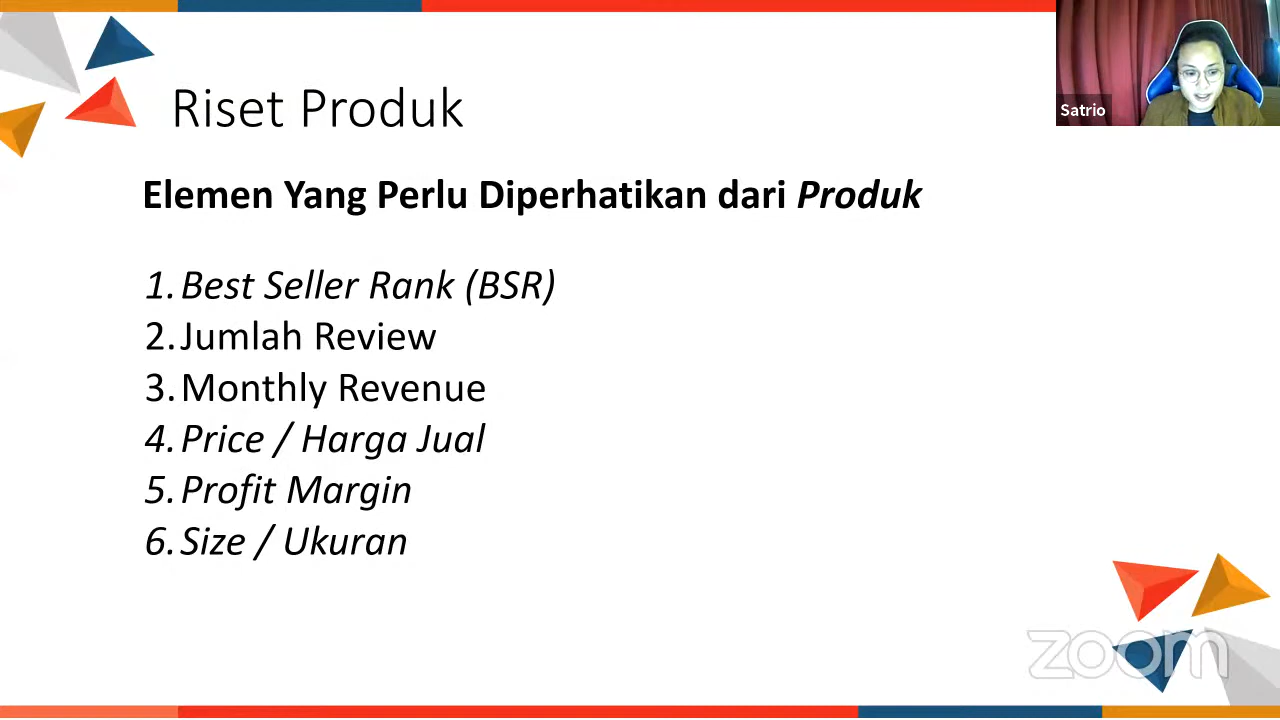 Satrio
Riset Produk
Elemen Yang Perlu Diperhatikan dari Produk
1. Best Seller Rank (BSR)
2. Jumlah Review
3. Monthly Revenue
4. Price / Harga Jual
5. Profit Margin
6. Size / Ukuran
zoom